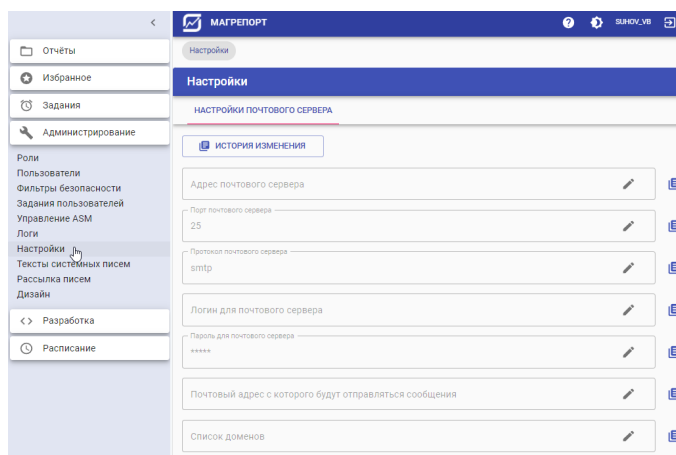 МАГРЕПОРТ
SUHOV_VB
Отчёты
Избранное
Задания
Администрирование
Роли
Пользователи
Фильтры безопасности
Задания пользователей
Управление ASM
Логи
Настройки
Тексты системных писем
Рассылка писем
Дизайн
Разработка
Расписание
Настройки
Настройки
НАСТРОЙКИ ПОЧТОВОГО СЕРВЕРА
ИСТОРИЯ ИЗМЕНЕНИЯ
Адрес почтового сервера
Порт почтового сервера
25
Протокол почтового сервера
smtp
Логин для почтового сервера
Пароль для почтового сервера
*****
Почтовый адрес с которого будут отправляться сообщения
Список доменов